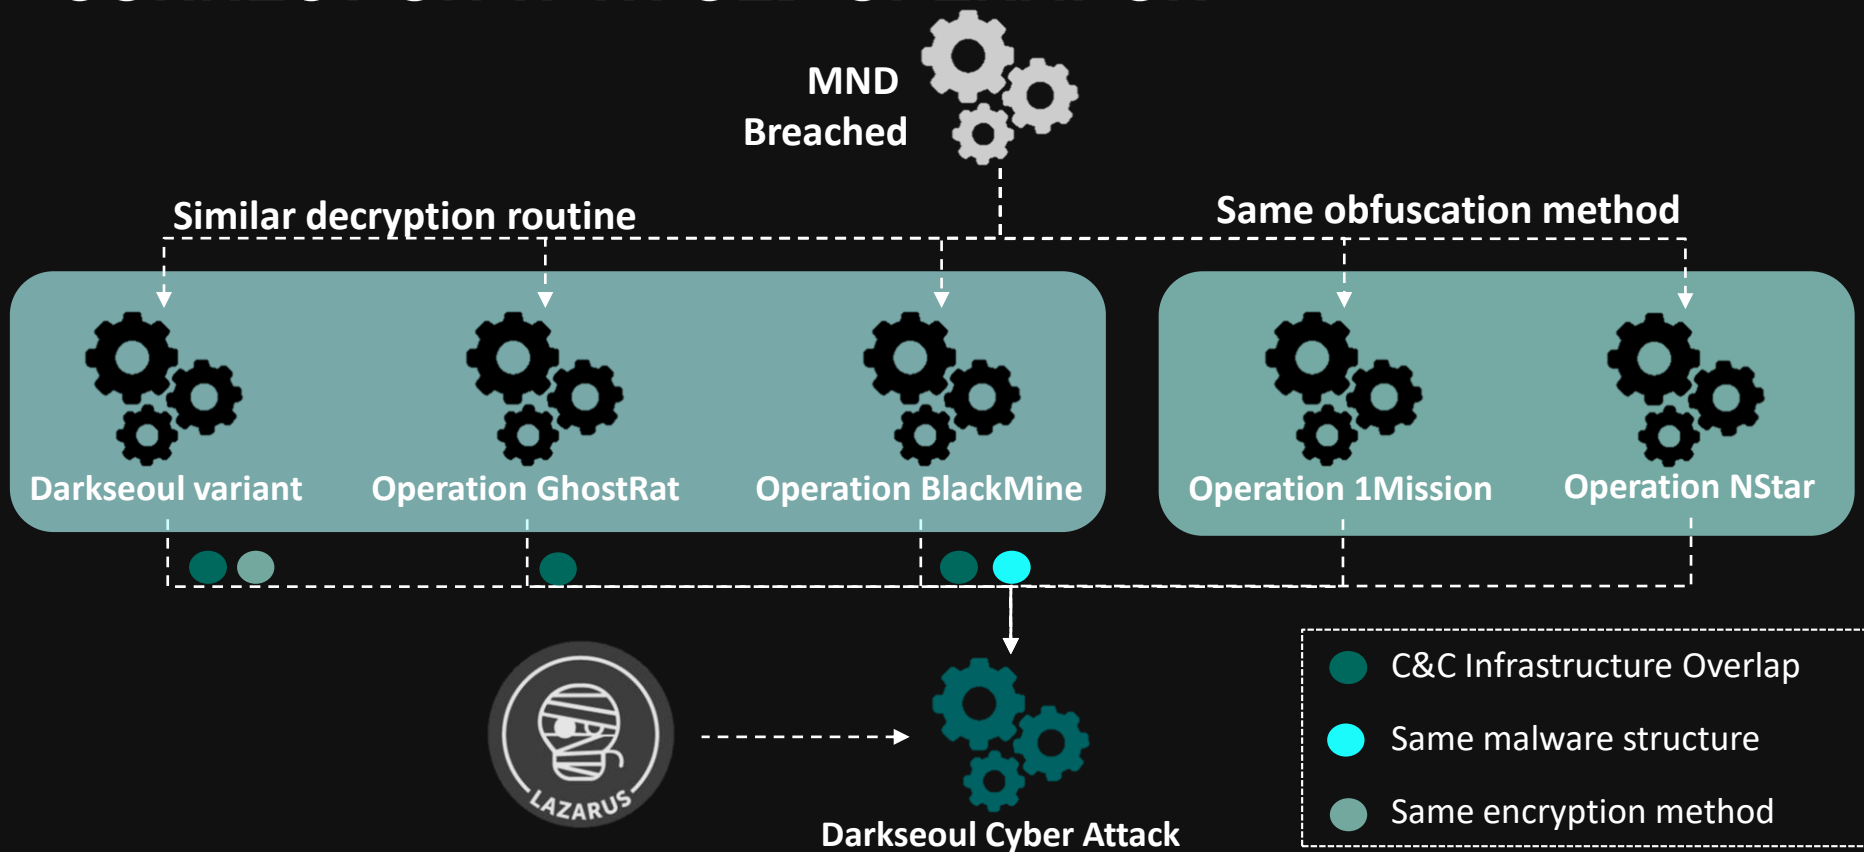 MND
Breached
Similar decryption routine
Same obfuscation method
Darkseoul variant
Operation GhostRat
Operation BlackMine
Operation 1Mission
Operation NStar
LAZARUS
Darkseoul Cyber Attack
C&C Infrastructure Overlap
Same malware structure
Same encryption method